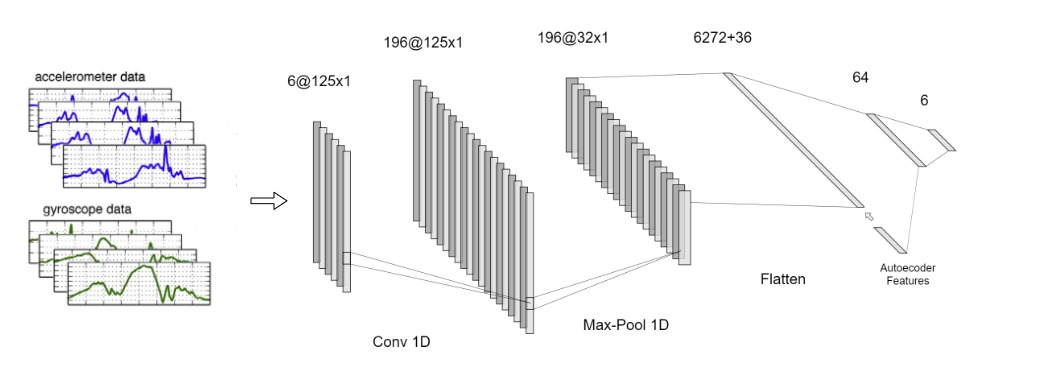 accelerometer data
gyroscope data
6@125x1
196@125x1
Conv 1D
196@32x1
Max-Pool 1D
6272+36
Flatten
64
6
Autoecoder
Features